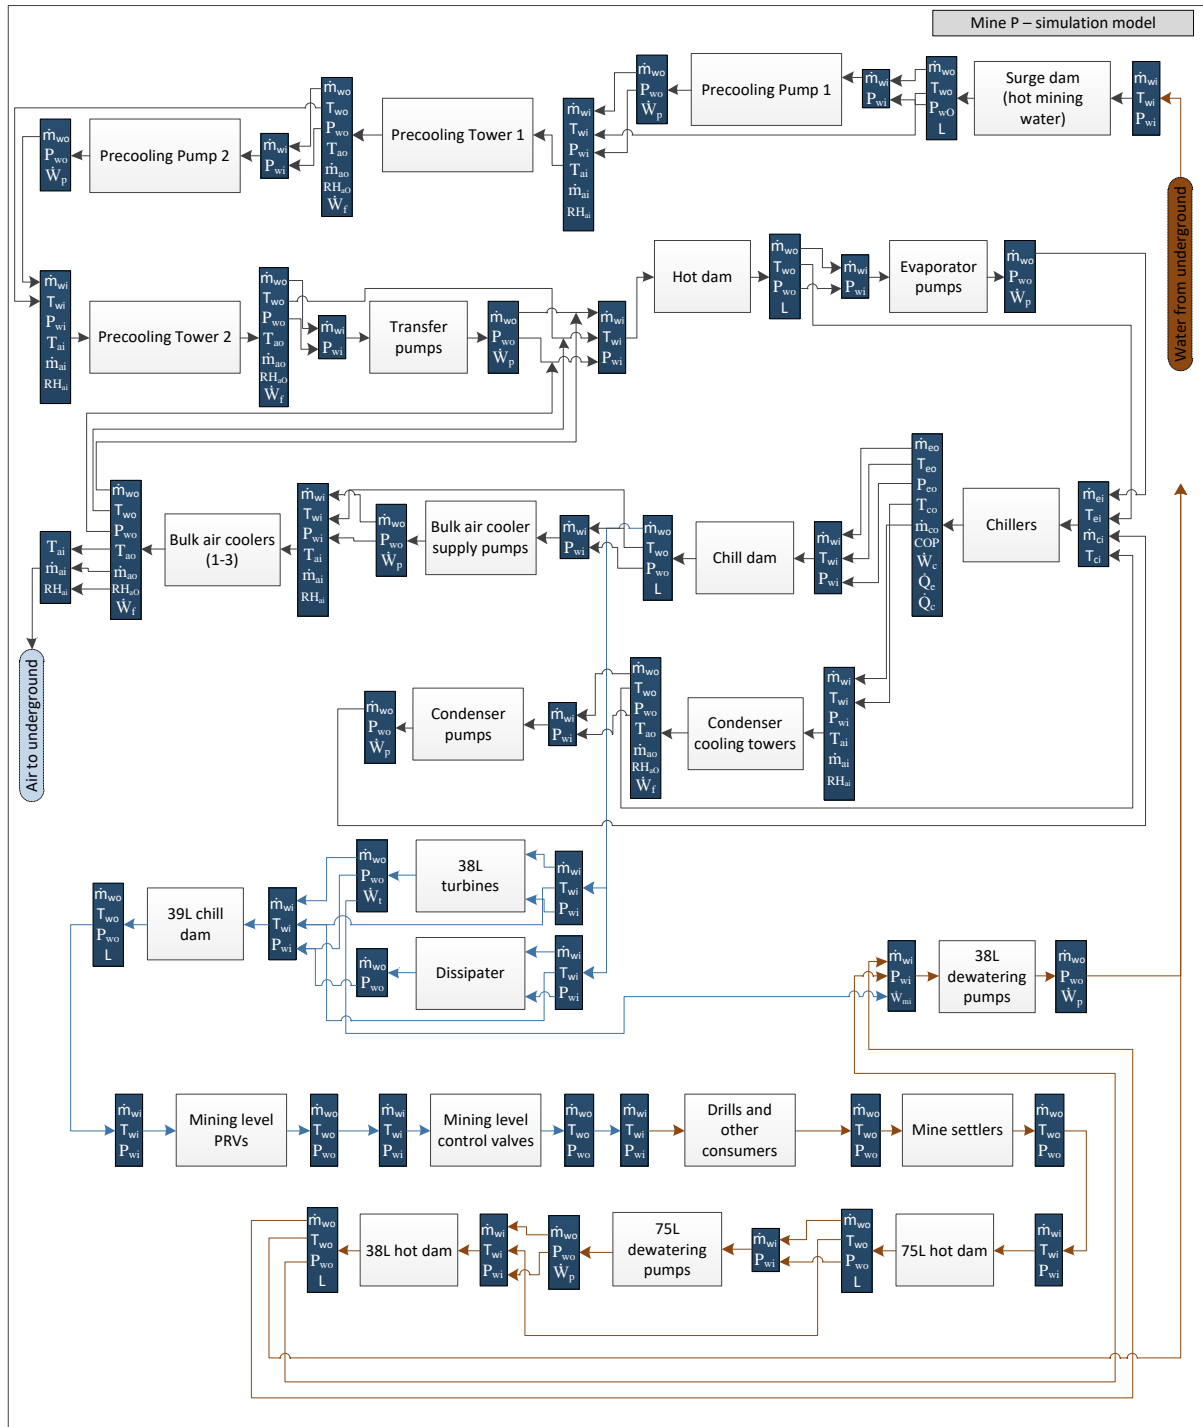 Mine P – simulation model
ṁwo
Pwo
Ẇp
Precooling Pump 1
ṁwi
Pwi
ṁwo
Two
PwO
L
Surge dam
(hot mining
water)
ṁwi
Twi
Pwi
ṁwo
Pwo
Ẇp
Precooling Pump 2
ṁwi
Pwi
ṁwo
Two
Pwo
Tao
ṁao
RHaO
Ẇf
Precooling Tower 1
ṁwi
Twi
Pwi
Tai
ṁai
RHai
Water from underground
ṁwi
Twi
Pwi
Tai
ṁai
RHai
Precooling Tower 2
ṁwo
Two
Pwo
Tao
ṁao
RHaO
Ẇf
ṁwi
Pwi
Transfer
pumps
ṁwo
Pwo
Ẇp
ṁwi
Twi
Pwi
Hot dam
ṁwo
Two
Pwo
L
ṁwi
Pwi
Evaporator
pumps
ṁwo
Pwo
Ẇp
Tai
ṁai
RHai
ṁwo
Two
Pwo
Tao
ṁao
RHaO
Ẇf
Bulk air coolers
(1-3)
ṁwi
Twi
Pwi
Tai
ṁai
RHai
ṁwo
Pwo
Ẇp
Bulk air cooler
supply pumps
ṁwi
Pwi
ṁwo
Two
Pwo
L
Chill dam
ṁwi
Twi
Pwi
ṁeo
Teo
Peo
Tco
ṁco
COP
Ẇc
Q̇e
Q̇c
Chillers
ṁei
Tei
ṁci
Tci
Air to underground
ṁwo
Pwo
Ẇp
Condenser
pumps
ṁwi
Pwi
ṁwo
Two
Pwo
Tao
ṁao
RHaO
Ẇf
Condenser
cooling towers
ṁwi
Twi
Pwi
Tai
ṁai
RHai
ṁwo
Two
Pwo
L
39L chill
dam
ṁwi
Twi
Pwi
ṁwo
Pwo
Ẇt
38L
turbines
ṁwi
Twi
Pwi
ṁwo
Pwo
Dissipater
ṁwi
Twi
Pwi
ṁwi
Pwi
Ẇmi
38L
dewatering
pumps
ṁwo
Pwo
Ẇp
ṁwi
Twi
Pwi
Mining level
PRVs
ṁwo
Two
Pwo
ṁwi
Twi
Pwi
Mining level
control valves
ṁwo
Two
Pwo
ṁwi
Twi
Pwi
Drills and
other
consumers
ṁwo
Two
Pwo
Mine settlers
ṁwo
Two
Pwo
ṁwo
Two
Pwo
L
38L hot dam
ṁwi
Twi
Pwi
ṁwo
Pwo
Ẇp
75L
dewatering
pumps
ṁwi
Pwi
ṁwo
Two
Pwo
L
75L hot dam
ṁwi
Twi
Pwi